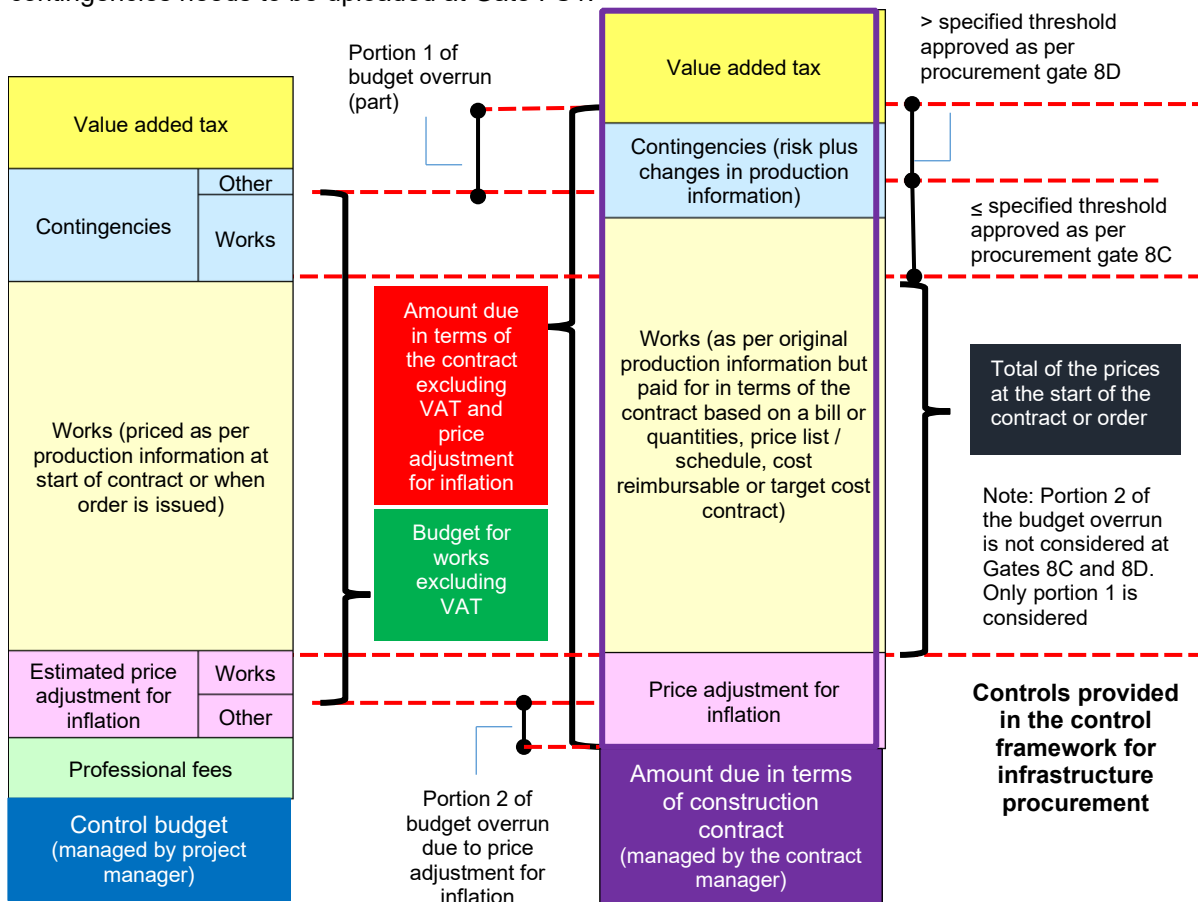 contingencies needs to be uploaded at Gate PG1.
Value added tax
Contingencies
Other
Works
Works (priced as per
production information at
start of contract or when
order is issued)
Estimated price
adjustment for
inflation
Works
Other
Professional fees
Control budget
(managed by project
manager)
Portion 1 of
budget overrun
(part)
Amount due
in terms of
the contract
excluding
VAT and
price
adjustment
for inflation
Budget for
works
excluding
VAT
Portion 2 of
budget overrun
due to price
adjustment for
inflation
Value added tax
Contingencies (risk plus
changes in production
information)
Works (as per original
production information but
paid for in terms of the
contract based on a bill or
quantities, price list /
schedule, cost
reimbursable or target cost
contract)
Price adjustment for
inflation
Amount due in terms
of construction
contract
(managed by the contract
manager)
> specified threshold
approved as per
procurement gate 8D
≤ specified threshold
approved as per
procurement gate 8C
Total of the prices
at the start of the
contract or order
Note: Portion 2 of
the budget overrun
is not considered at
Gates 8C and 8D.
Only portion 1 is
considered
Controls provided
in the control
framework for
infrastructure
procurement